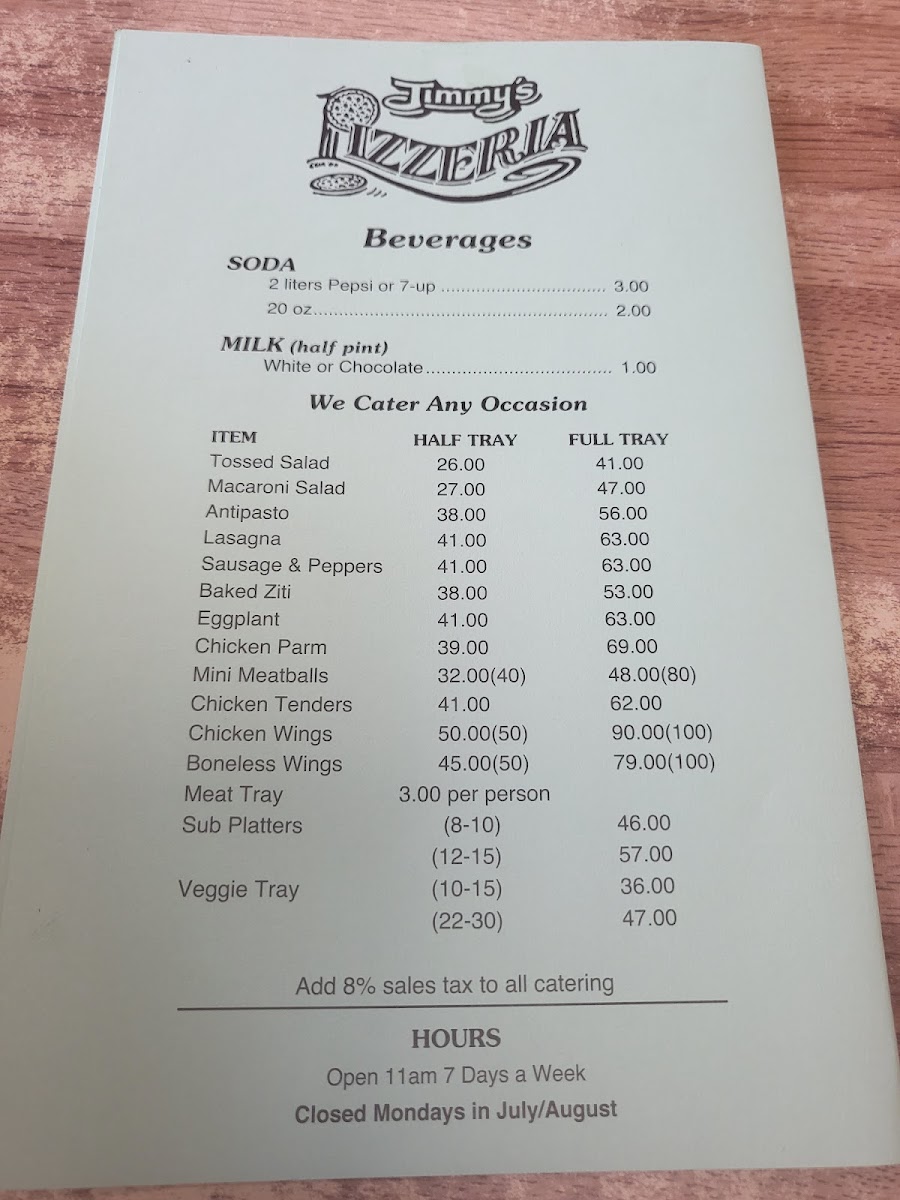 Jimmy's
PIZZERIA
Beverages
SODA
2 liters Pepsi or 7-up ................................ 3.00
20 oz......................................................... 2.00
MILK (half pint)
White or Chocolate................................... 1.00
We Cater Any Occasion
ITEM HALF TRAY FULL TRAY
Tossed Salad 26.00 41.00
Macaroni Salad 27.00 47.00
Antipasto 38.00 56.00
Lasagna 41.00 63.00
Sausage & Peppers 41.00 63.00
Baked Ziti 38.00 53.00
Eggplant 41.00 63.00
Chicken Parm 39.00 69.00
Mini Meatballs 32.00(40) 48.00(80)
Chicken Tenders 41.00 62.00
Chicken Wings 50.00(50) 90.00(100)
Boneless Wings 45.00(50) 79.00(100)
Meat Tray 3.00 per person
Sub Platters (8-10) 46.00
(12-15) 57.00
Veggie Tray (10-15) 36.00
(22-30) 47.00
Add 8% sales tax to all catering
HOURS
Open 11am 7 Days a Week
Closed Mondays in July/August